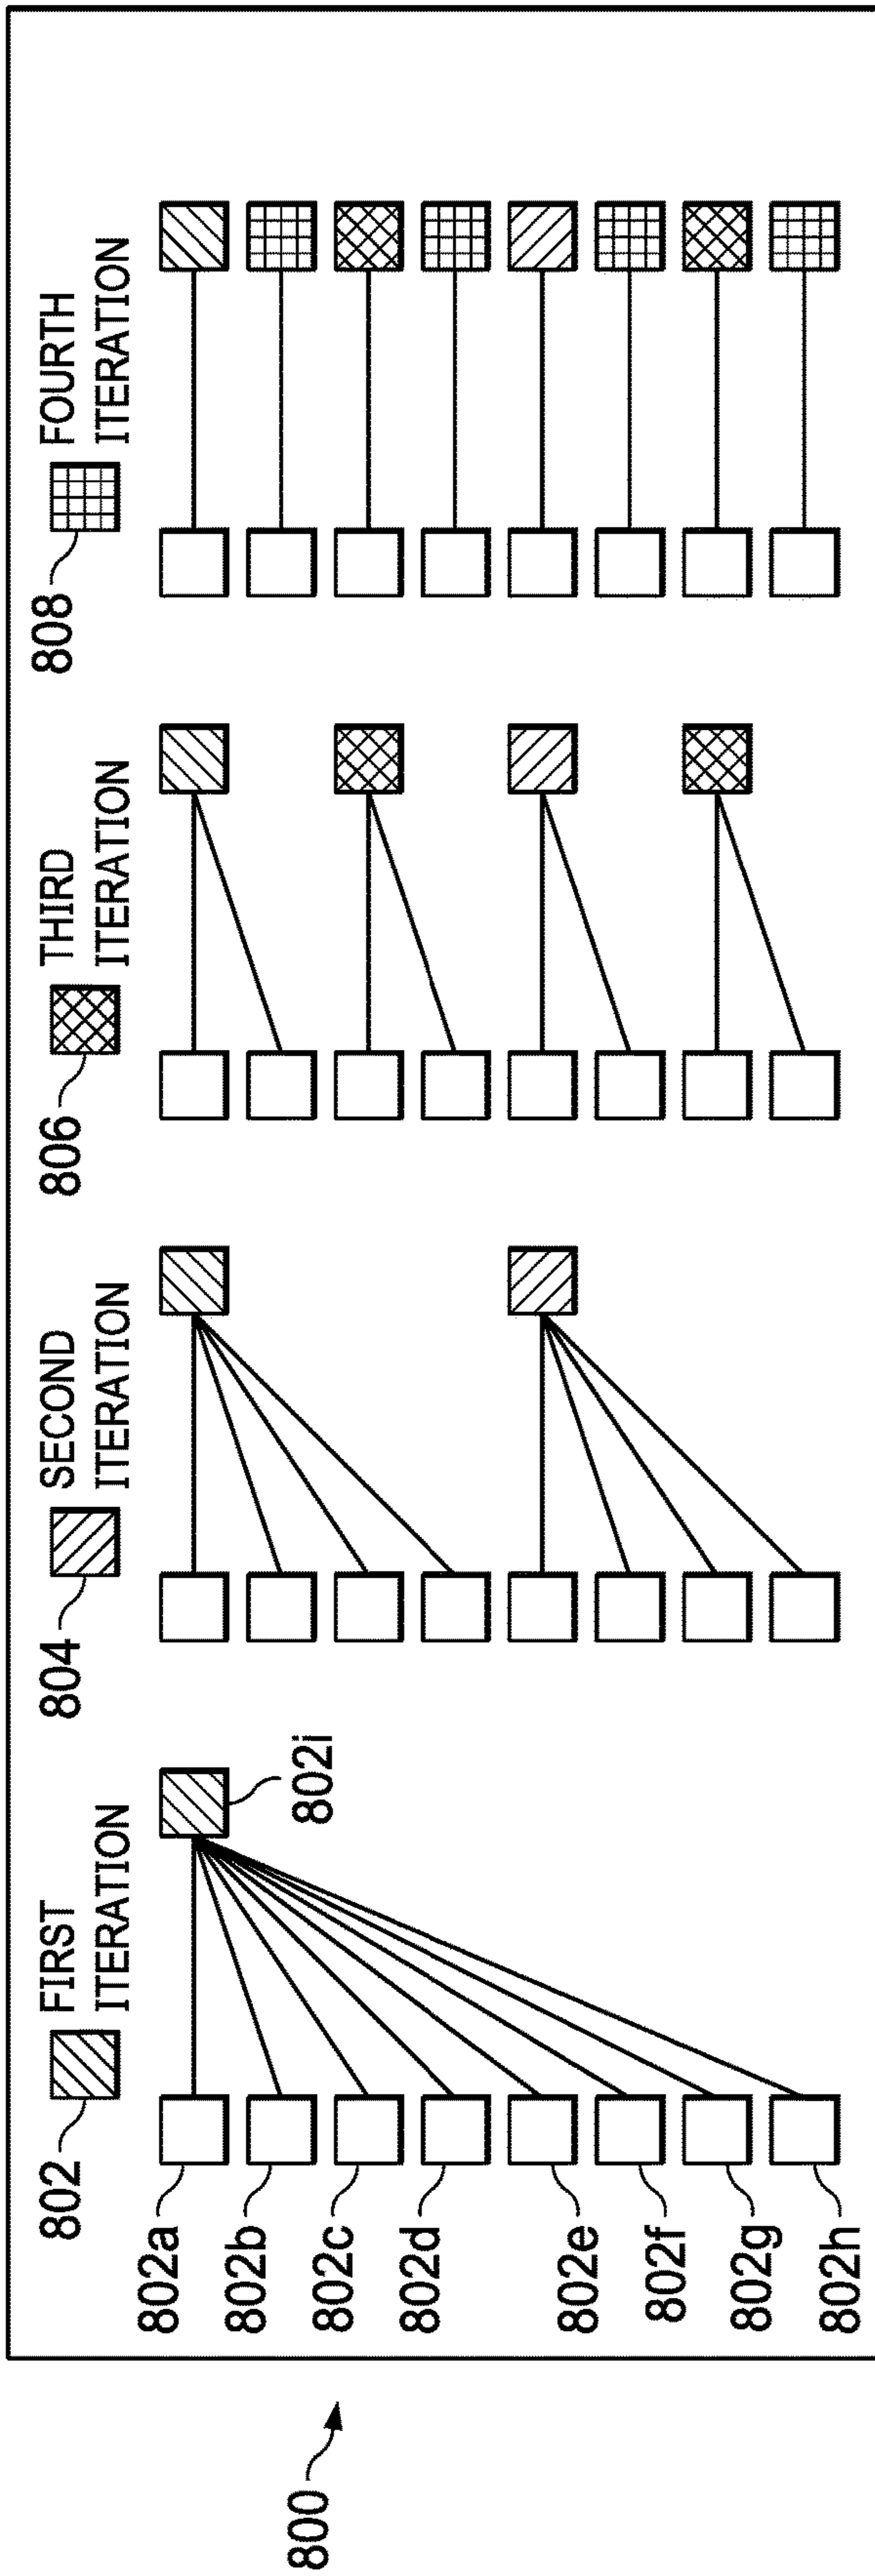 802 FIRST ITERATION
804 SECOND ITERATION
806 THIRD ITERATION
808 FOURTH ITERATION
802a
802i
802b
802c
802d
802e
802f
802g
802h
800